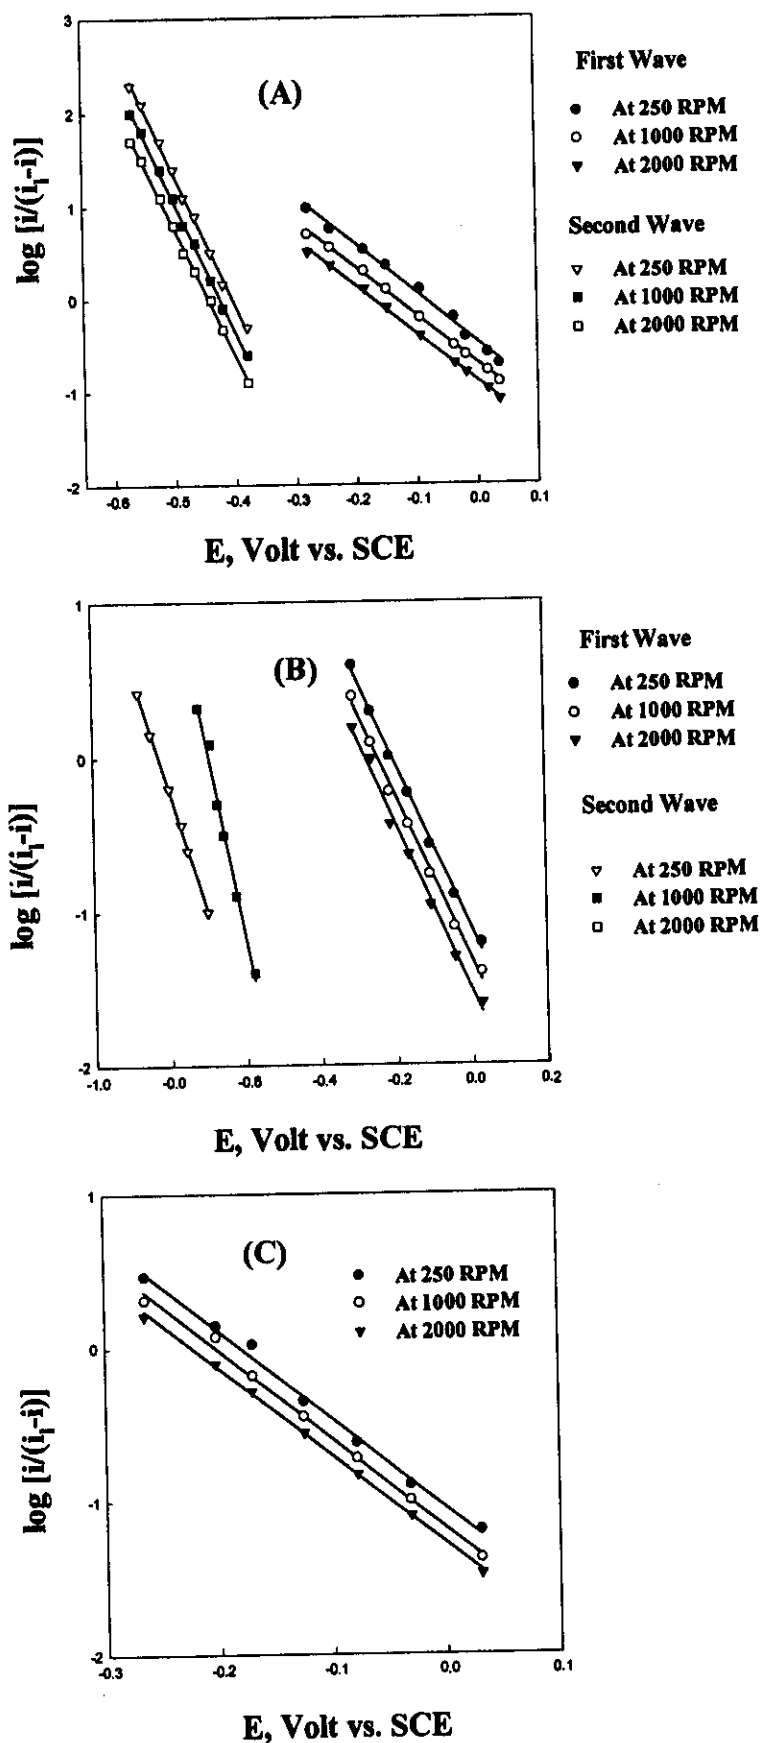 3
2
1
0
-1
-2
log [i/(i_l-i)]
(A)
-0.6
-0.5
-0.4
-0.3
-0.2
-0.1
0.0
0.1
E, Volt vs. SCE
First Wave
At 250 RPM
At 1000 RPM
At 2000 RPM
Second Wave
At 250 RPM
At 1000 RPM
At 2000 RPM
1
0
-1
-2
log [i/(i_l-i)]
(B)
-1.0
-0.0
-0.6
-0.4
-0.2
0.0
0.2
E, Volt vs. SCE
First Wave
At 250 RPM
At 1000 RPM
At 2000 RPM
Second Wave
At 250 RPM
At 1000 RPM
At 2000 RPM
1
0
-1
-2
log [i/(i_l-i)]
(C)
At 250 RPM
At 1000 RPM
At 2000 RPM
-0.3
-0.2
-0.1
0.0
0.1
E, Volt vs. SCE